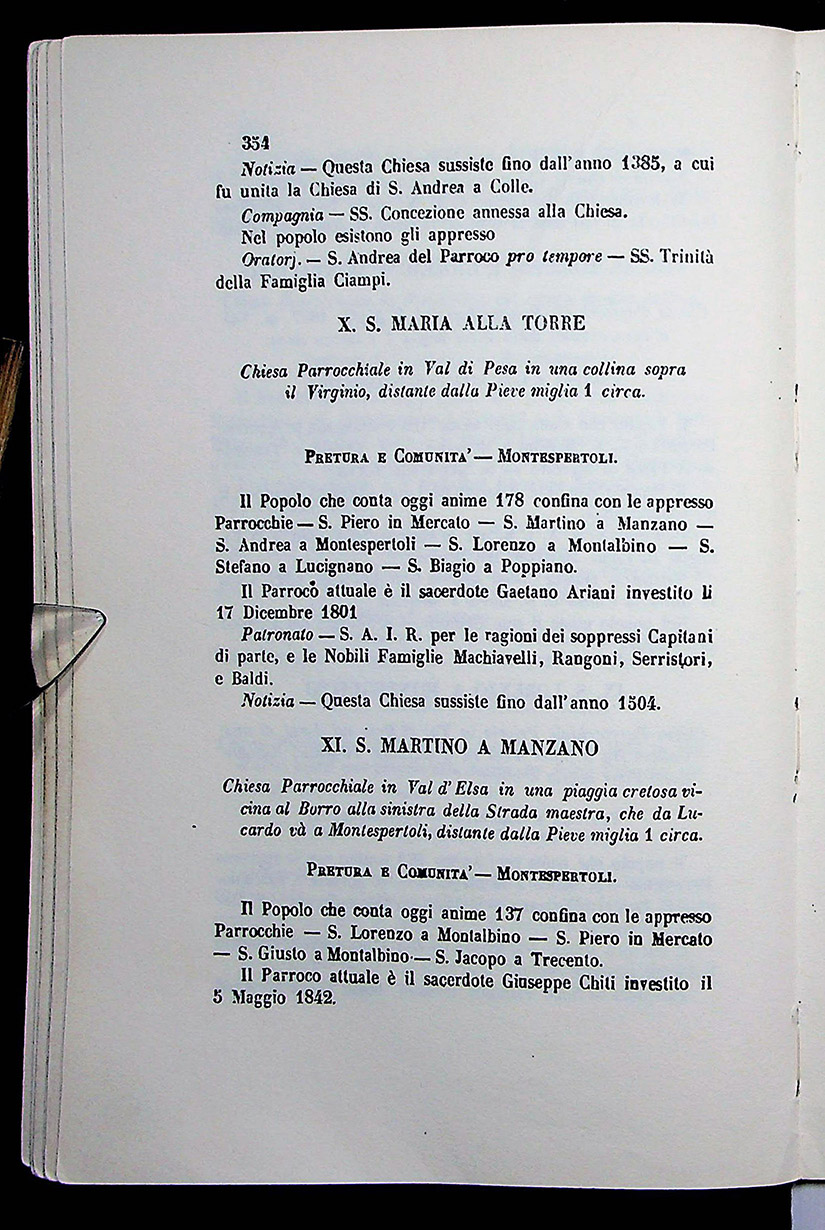 354
Notizia — Questa Chiesa sussiste fino dall'anno 1385, a cui
fu unita la Chiesa di S. Andrea a Colle.
Compagnia — SS. Concezione annessa alla Chiesa.
Nel popolo esistono gli appresso
Oratorj. — S. Andrea del Parroco pro tempore — SS. Trinità
della Famiglia Ciampi.
X. S. MARIA ALLA TORRE
Chiesa Parrocchiale in Val di Pesa in una collina sopra
il Virginio, distante dalla Pieve miglia 1 circa.
PRETURA E COMUNITA' — MONTESPERTOLI.
Il Popolo che conta oggi anime 178 confina con le appresso
Parrocchie — S. Piero in Mercato — S. Martino a Manzano —
S. Andrea a Montespertoli — S. Lorenzo a Montalbino — S.
Stefano a Lucignano — S. Biagio a Poppiano.
Il Parroco attuale è il sacerdote Gaetano Ariani investito li
17 Dicembre 1801
Patronato — S. A. I. R. per le ragioni dei soppressi Capitani
di parte, e le Nobili Famiglie Machiavelli, Rangoni, Serristori,
e Baldi.
Notizia — Questa Chiesa sussiste fino dall'anno 1504.
XI. S. MARTINO A MANZANO
Chiesa Parrocchiale in Val d'Elsa in una piaggia cretosa vi-
cina al Borro alla sinistra della Strada maestra, che da Lu-
cardo và a Montespertoli, distante dalla Pieve miglia 1 circa.
PRETURA E COMUNITA' — MONTESPERTOLI.
Il Popolo che conta oggi anime 137 confina con le appresso
Parrocchie — S. Lorenzo a Montalbino — S. Piero in Mercato
— S. Giusto a Montalbino — S. Jacopo a Trecento.
Il Parroco attuale è il sacerdote Giuseppe Chiti investito il
5 Maggio 1842.